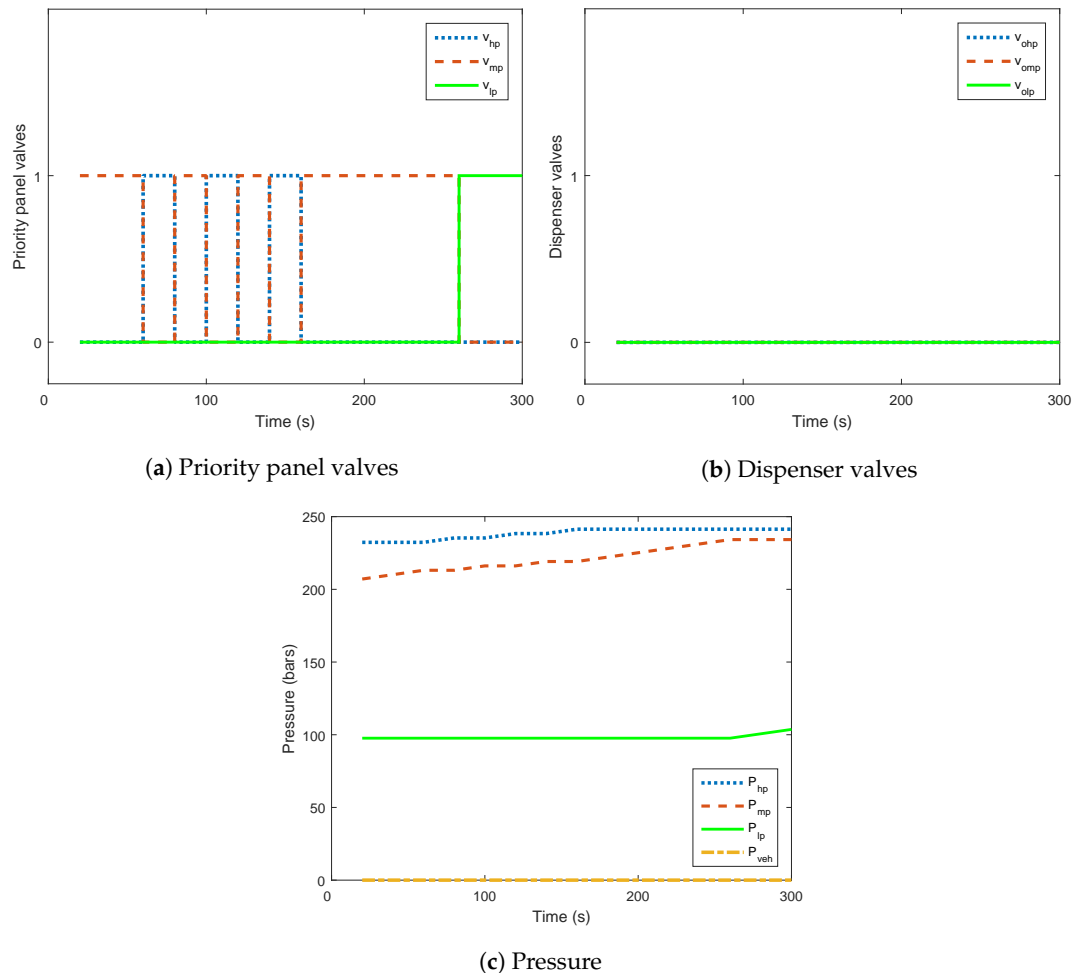 v_hp
v_mp
v_lp
Priority panel valves
1
0
0
100
200
300
Time (s)
(a) Priority panel valves
v_ohp
v_omp
v_olp
Dispenser valves
1
0
0
100
200
300
Time (s)
(b) Dispenser valves
250
200
150
100
50
0
Pressure (bars)
P_hp
P_mp
P_lp
P_veh
0
100
200
300
Time (s)
(c) Pressure